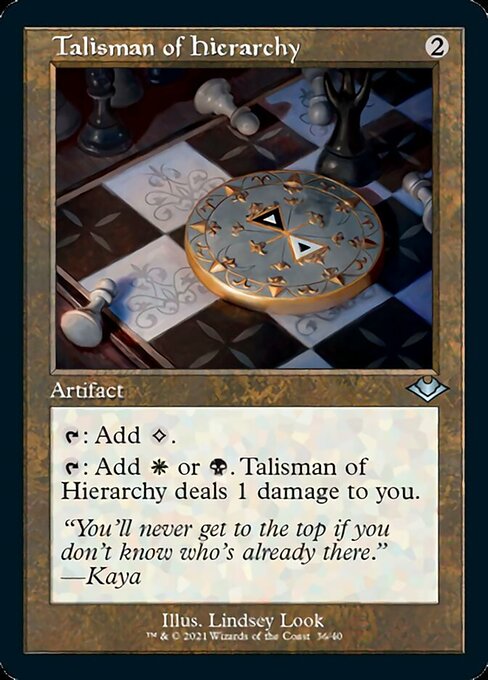 Talisman of Hierarchy 2
Artifact
: Add .
: Add or . Talisman of
Hierarchy deals 1 damage to you.
“You’ll never get to the top if you
don’t know who’s already there.”
—Kaya
Illus. Lindsey Look
™ & © 2021 Wizards of the Coast 36/40